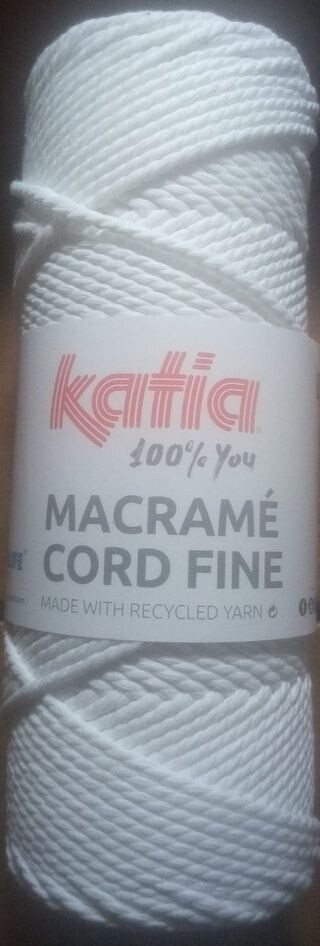 katia
100% You
MACRAMÉ
CORD FINE
MADE WITH RECYCLED YARN